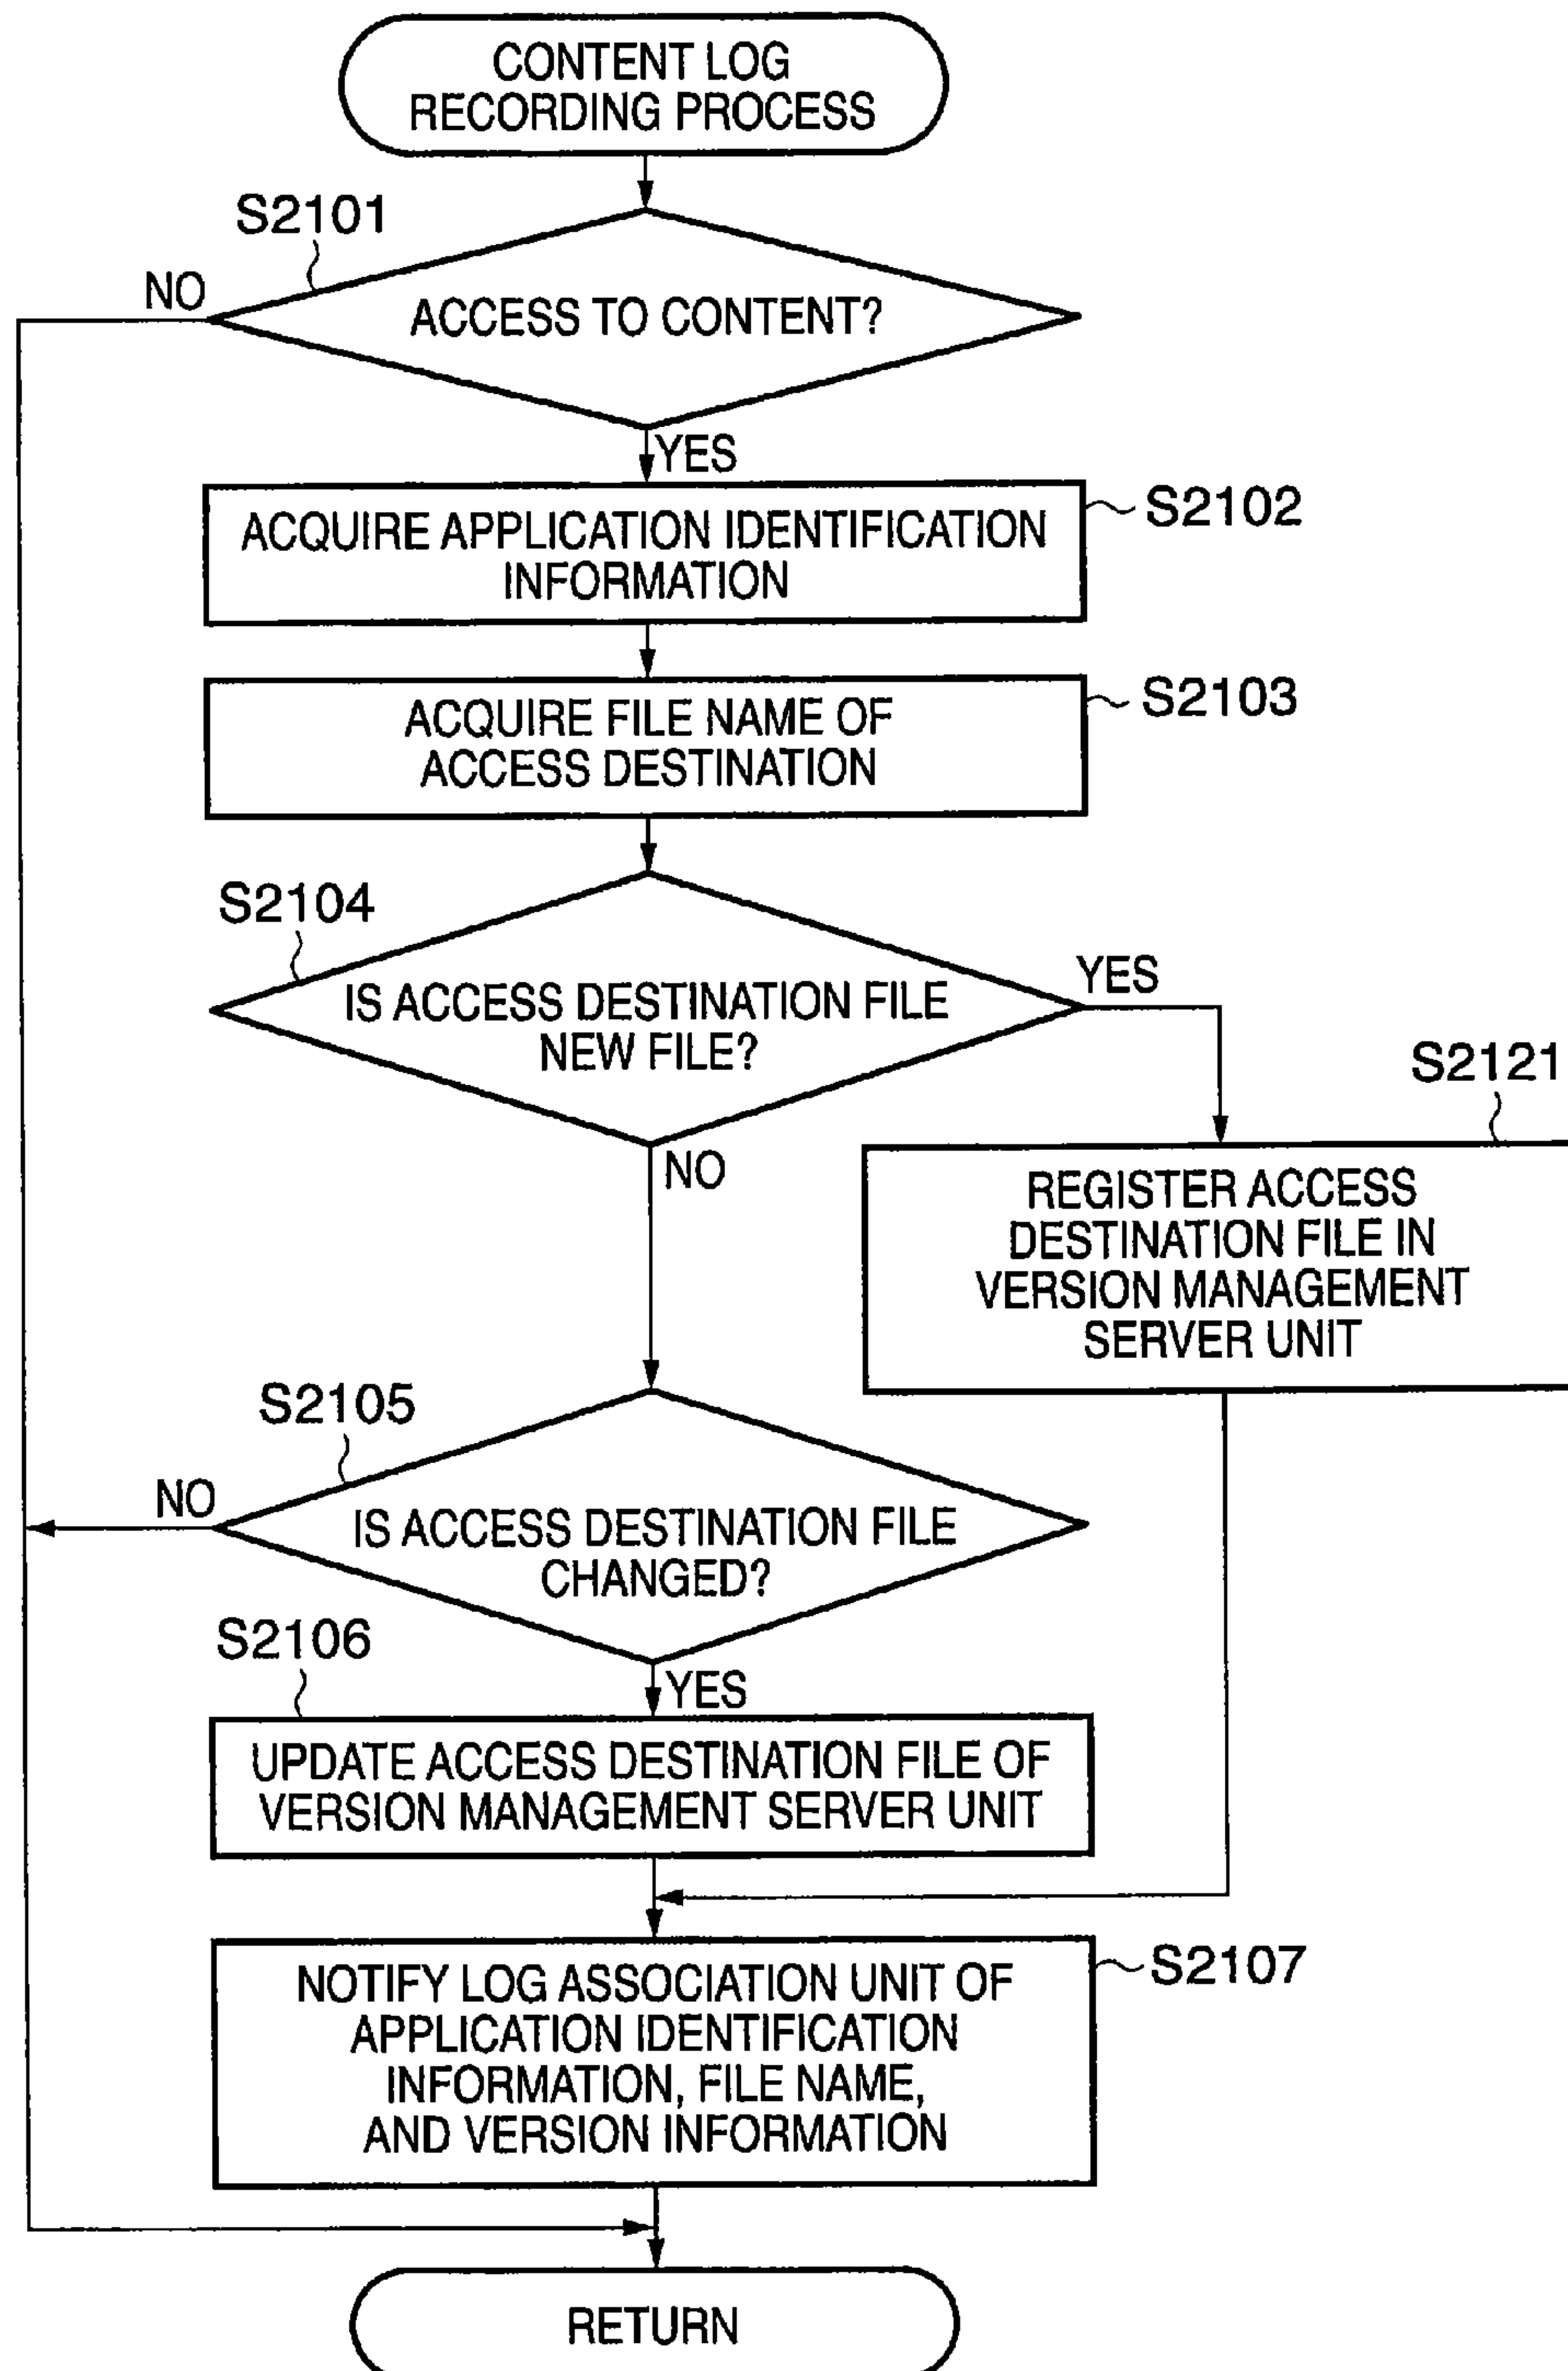 CONTENT LOG
RECORDING PROCESS
S2101
NO
ACCESS TO CONTENT?
YES
S2102
ACQUIRE APPLICATION IDENTIFICATION
INFORMATION
S2103
ACQUIRE FILE NAME OF
ACCESS DESTINATION
S2104
YES
IS ACCESS DESTINATION FILE
NEW FILE?
NO
S2121
REGISTER ACCESS
DESTINATION FILE IN
VERSION MANAGEMENT
SERVER UNIT
S2105
NO
IS ACCESS DESTINATION FILE
CHANGED?
S2106
YES
UPDATE ACCESS DESTINATION FILE OF
VERSION MANAGEMENT SERVER UNIT
S2107
NOTIFY LOG ASSOCIATION UNIT OF
APPLICATION IDENTIFICATION
INFORMATION, FILE NAME,
AND VERSION INFORMATION
RETURN